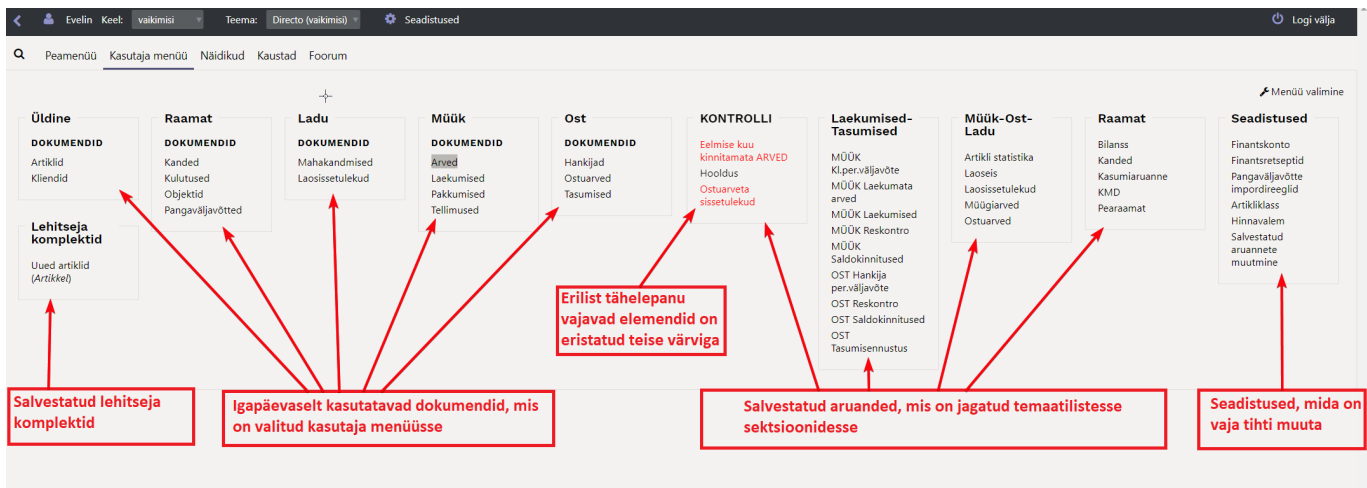 Evelin Keel: vaikimisi Teema: Directo (vaikimisi) Seadistused Logi välja
Peamenüü Kasutaja menüü Näidikud Kaustad Foorum
Menüü valimine
Üldine
DOKUMENDID
Artiklid
Kliendid
Lehitseja
komplektid
Uued artiklid
(Artikkel)
Raamat
DOKUMENDID
Kanded
Kulutused
Objektid
Pangaväljavõtted
Ladu
DOKUMENDID
Mahakandmised
Laosissetulekud
Müük
DOKUMENDID
Arved
Laekumised
Pakkumised
Tellimused
Ost
DOKUMENDID
Hankijad
Ostuarved
Tasumised
KONTROLLI
Eelmise kuu
kinnitamata ARVED
Hooldus
Ostuarveta
sissetulekud
Laekumised-
Tasumised
MÜÜK
Kl.per.väljavõte
MÜÜK Laekumata
arved
MÜÜK Laekumised
MÜÜK Reskontro
MÜÜK
Saldokinnitused
OST Hankija
per.väljavõte
OST Reskontro
OST Saldokinnitused
OST
Tasumisennustus
Müük-Ost-
Ladu
Artikli statistika
Laoseis
Laosissetulekud
Müügiarved
Ostuarved
Raamat
Bilanss
Kanded
Kasumiaruanne
KMD
Pearaamat
Seadistused
Finantskonto
Finantsretseptid
Pangaväljavõtte
impordireeglid
Artikliklass
Hinnavalem
Salvestatud
aruannete
muutmine
Erilist tähelepanu
vajavad elemendid on
eristatud teise värviga
Salvestatud lehitseja
komplektid
Igapäevaselt kasutatavad dokumendid, mis
on valitud kasutaja menüüsse
Salvestatud aruanded, mis on jagatud temaatilistesse
sektsioonidesse
Seadistused, mida on
vaja tihti muuta